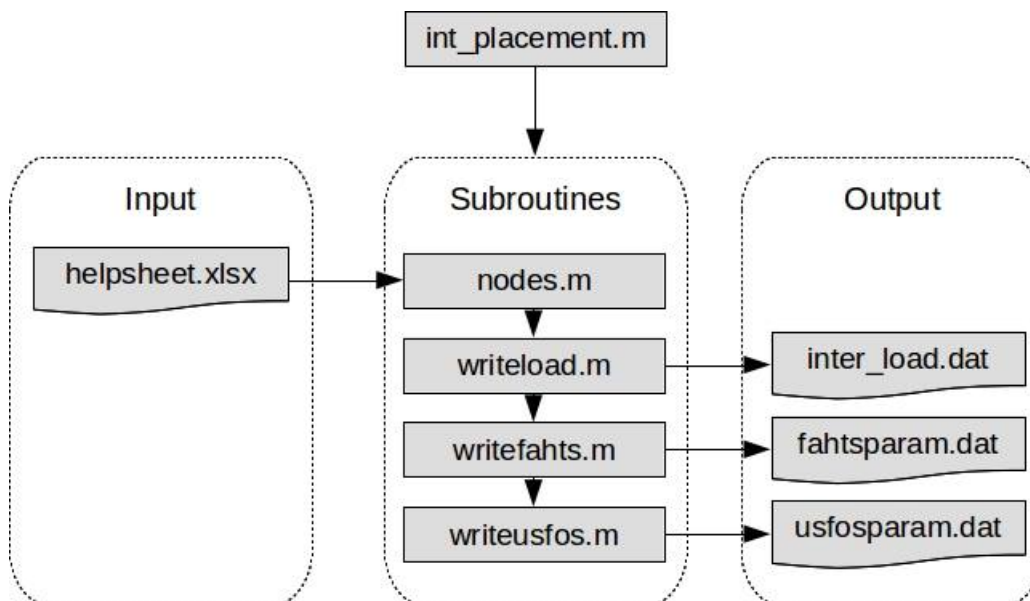 int_placement.m
Input
Subroutines
Output
helpsheet.xlsx
nodes.m
writeload.m
inter_load.dat
writefahts.m
fahtsparam.dat
writeusfos.m
usfosparam.dat